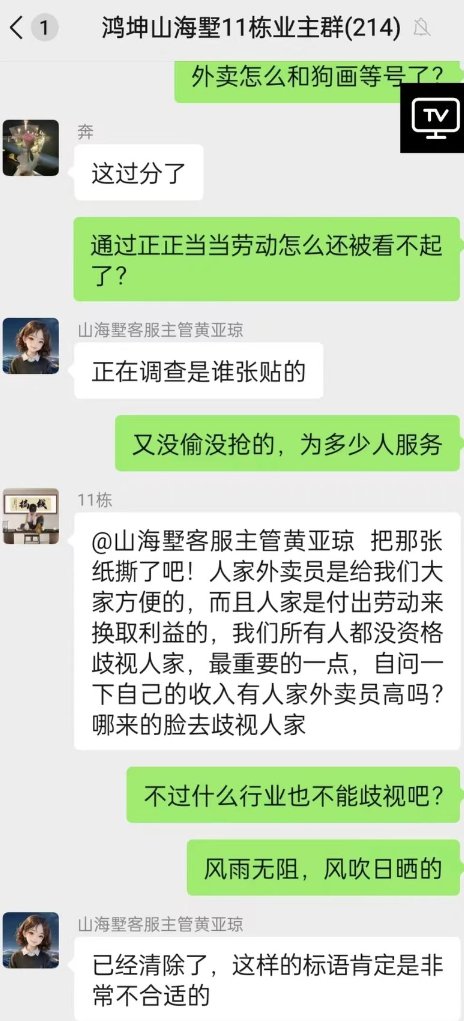 1
鸿坤山海墅11栋业主群(214)
外卖怎么和狗画等号了？
TV
奔
这过分了
通过正正当当劳动怎么还被看不起
了？
山海墅客服主管黄亚琼
正在调查是谁张贴的
又没偷没抢的，为多少人服务
11栋
@山海墅客服主管黄亚琼 把那张
纸撕了吧！人家外卖员是给我们大
家方便的，而且人家是付出劳动来
换取利益的，我们所有人都没资格
歧视人家，最重要的一点，自问一
下自己的收入有人家外卖员高吗？
哪来的脸去歧视人家
不过什么行业也不能歧视吧？
风雨无阻，风吹日晒的
山海墅客服主管黄亚琼
已经清除了，这样的标语肯定是非
常不合适的